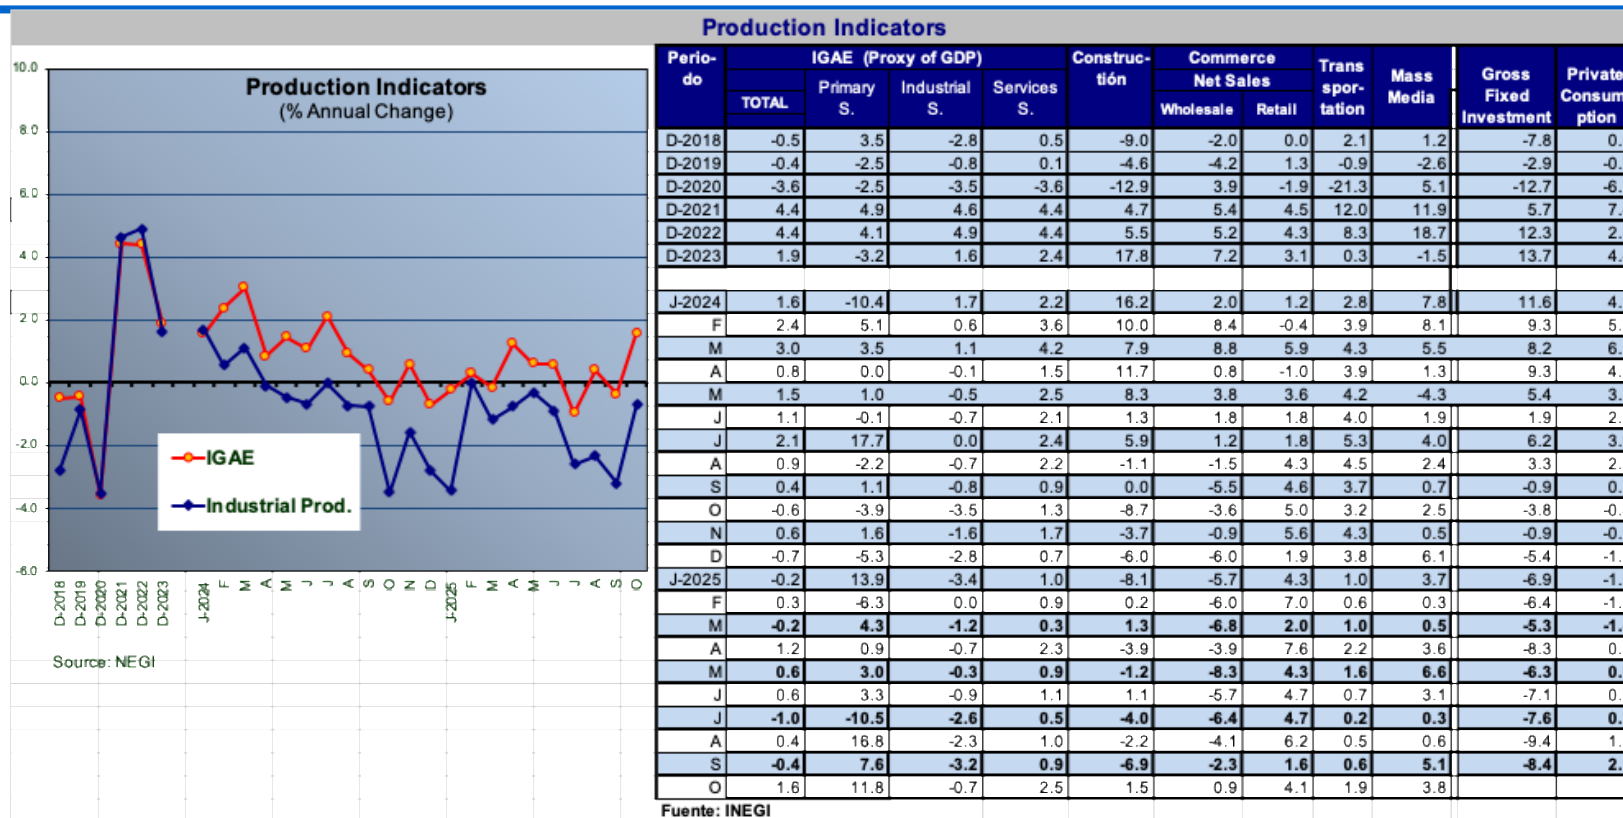 Production Indicators
Production Indicators
(% Annual Change)
10.0
8.0
6.0
4 0
2 0
0.0
-2.0
-4.0
-6.0
IGAE
Industrial Prod.
D-2018 D-2019 D-2020 D-2021 D-2022 D-2023 J-2024 F M A M J J A S O N D J-2025 F M A M J J A S O
Source: NEGI
Perio-do IGAE (Proxy of GDP) Construc-tión Commerce Trans spor-tation Mass Media Gross Fixed Investment Private Consum ption
TOTAL Primary S. Industrial S. Services S. Net Sales
Wholesale Retail
D-2018 -0.5 3.5 -2.8 0.5 -9.0 -2.0 0.0 2.1 1.2 -7.8 0.
D-2019 -0.4 -2.5 -0.8 0.1 -4.6 -4.2 1.3 -0.9 -2.6 -2.9 -0.
D-2020 -3.6 -2.5 -3.5 -3.6 -12.9 3.9 -1.9 -21.3 5.1 -12.7 -6.
D-2021 4.4 4.9 4.6 4.4 4.7 5.4 4.5 12.0 11.9 5.7 7.
D-2022 4.4 4.1 4.9 4.4 5.5 5.2 4.3 8.3 18.7 12.3 2.
D-2023 1.9 -3.2 1.6 2.4 17.8 7.2 3.1 0.3 -1.5 13.7 4.
J-2024 1.6 -10.4 1.7 2.2 16.2 2.0 1.2 2.8 7.8 11.6 4.
F 2.4 5.1 0.6 3.6 10.0 8.4 -0.4 3.9 8.1 9.3 5.
M 3.0 3.5 1.1 4.2 7.9 8.8 5.9 4.3 5.5 8.2 6.
A 0.8 0.0 -0.1 1.5 11.7 0.8 -1.0 3.9 1.3 9.3 4.
M 1.5 1.0 -0.5 2.5 8.3 3.8 3.6 4.2 -4.3 5.4 3.
J 1.1 -0.1 -0.7 2.1 1.3 1.8 1.8 4.0 1.9 1.9 2.
J 2.1 17.7 0.0 2.4 5.9 1.2 1.8 5.3 4.0 6.2 3.
A 0.9 -2.2 -0.7 2.2 -1.1 -1.5 4.3 4.5 2.4 3.3 2.
S 0.4 1.1 -0.8 0.9 0.0 -5.5 4.6 3.7 0.7 -0.9 0.
O -0.6 -3.9 -3.5 1.3 -8.7 -3.6 5.0 3.2 2.5 -3.8 -0.
N 0.6 1.6 -1.6 1.7 -3.7 -0.9 5.6 4.3 0.5 -0.9 -0.
D -0.7 -5.3 -2.8 0.7 -6.0 -6.0 1.9 3.8 6.1 -5.4 -1.
J-2025 -0.2 13.9 -3.4 1.0 -8.1 -5.7 4.3 1.0 3.7 -6.9 -1.
F 0.3 -6.3 0.0 0.9 0.2 -6.0 7.0 0.6 0.3 -6.4 -1.
M -0.2 4.3 -1.2 0.3 1.3 -6.8 2.0 1.0 0.5 -5.3 -1.
A 1.2 0.9 -0.7 2.3 -3.9 -3.9 7.6 2.2 3.6 -8.3 0.
M 0.6 3.0 -0.3 0.9 -1.2 -8.3 4.3 1.6 6.6 -6.3 0.
J 0.6 3.3 -0.9 1.1 1.1 -5.7 4.7 0.7 3.1 -7.1 0.
J -1.0 -10.5 -2.6 0.5 -4.0 -6.4 4.7 0.2 0.3 -7.6 0.
A 0.4 16.8 -2.3 1.0 -2.2 -4.1 6.2 0.5 0.6 -9.4 1.
S -0.4 7.6 -3.2 0.9 -6.9 -2.3 1.6 0.6 5.1 -8.4 2.
O 1.6 11.8 -0.7 2.5 1.5 0.9 4.1 1.9 3.8
Fuente: INEGI